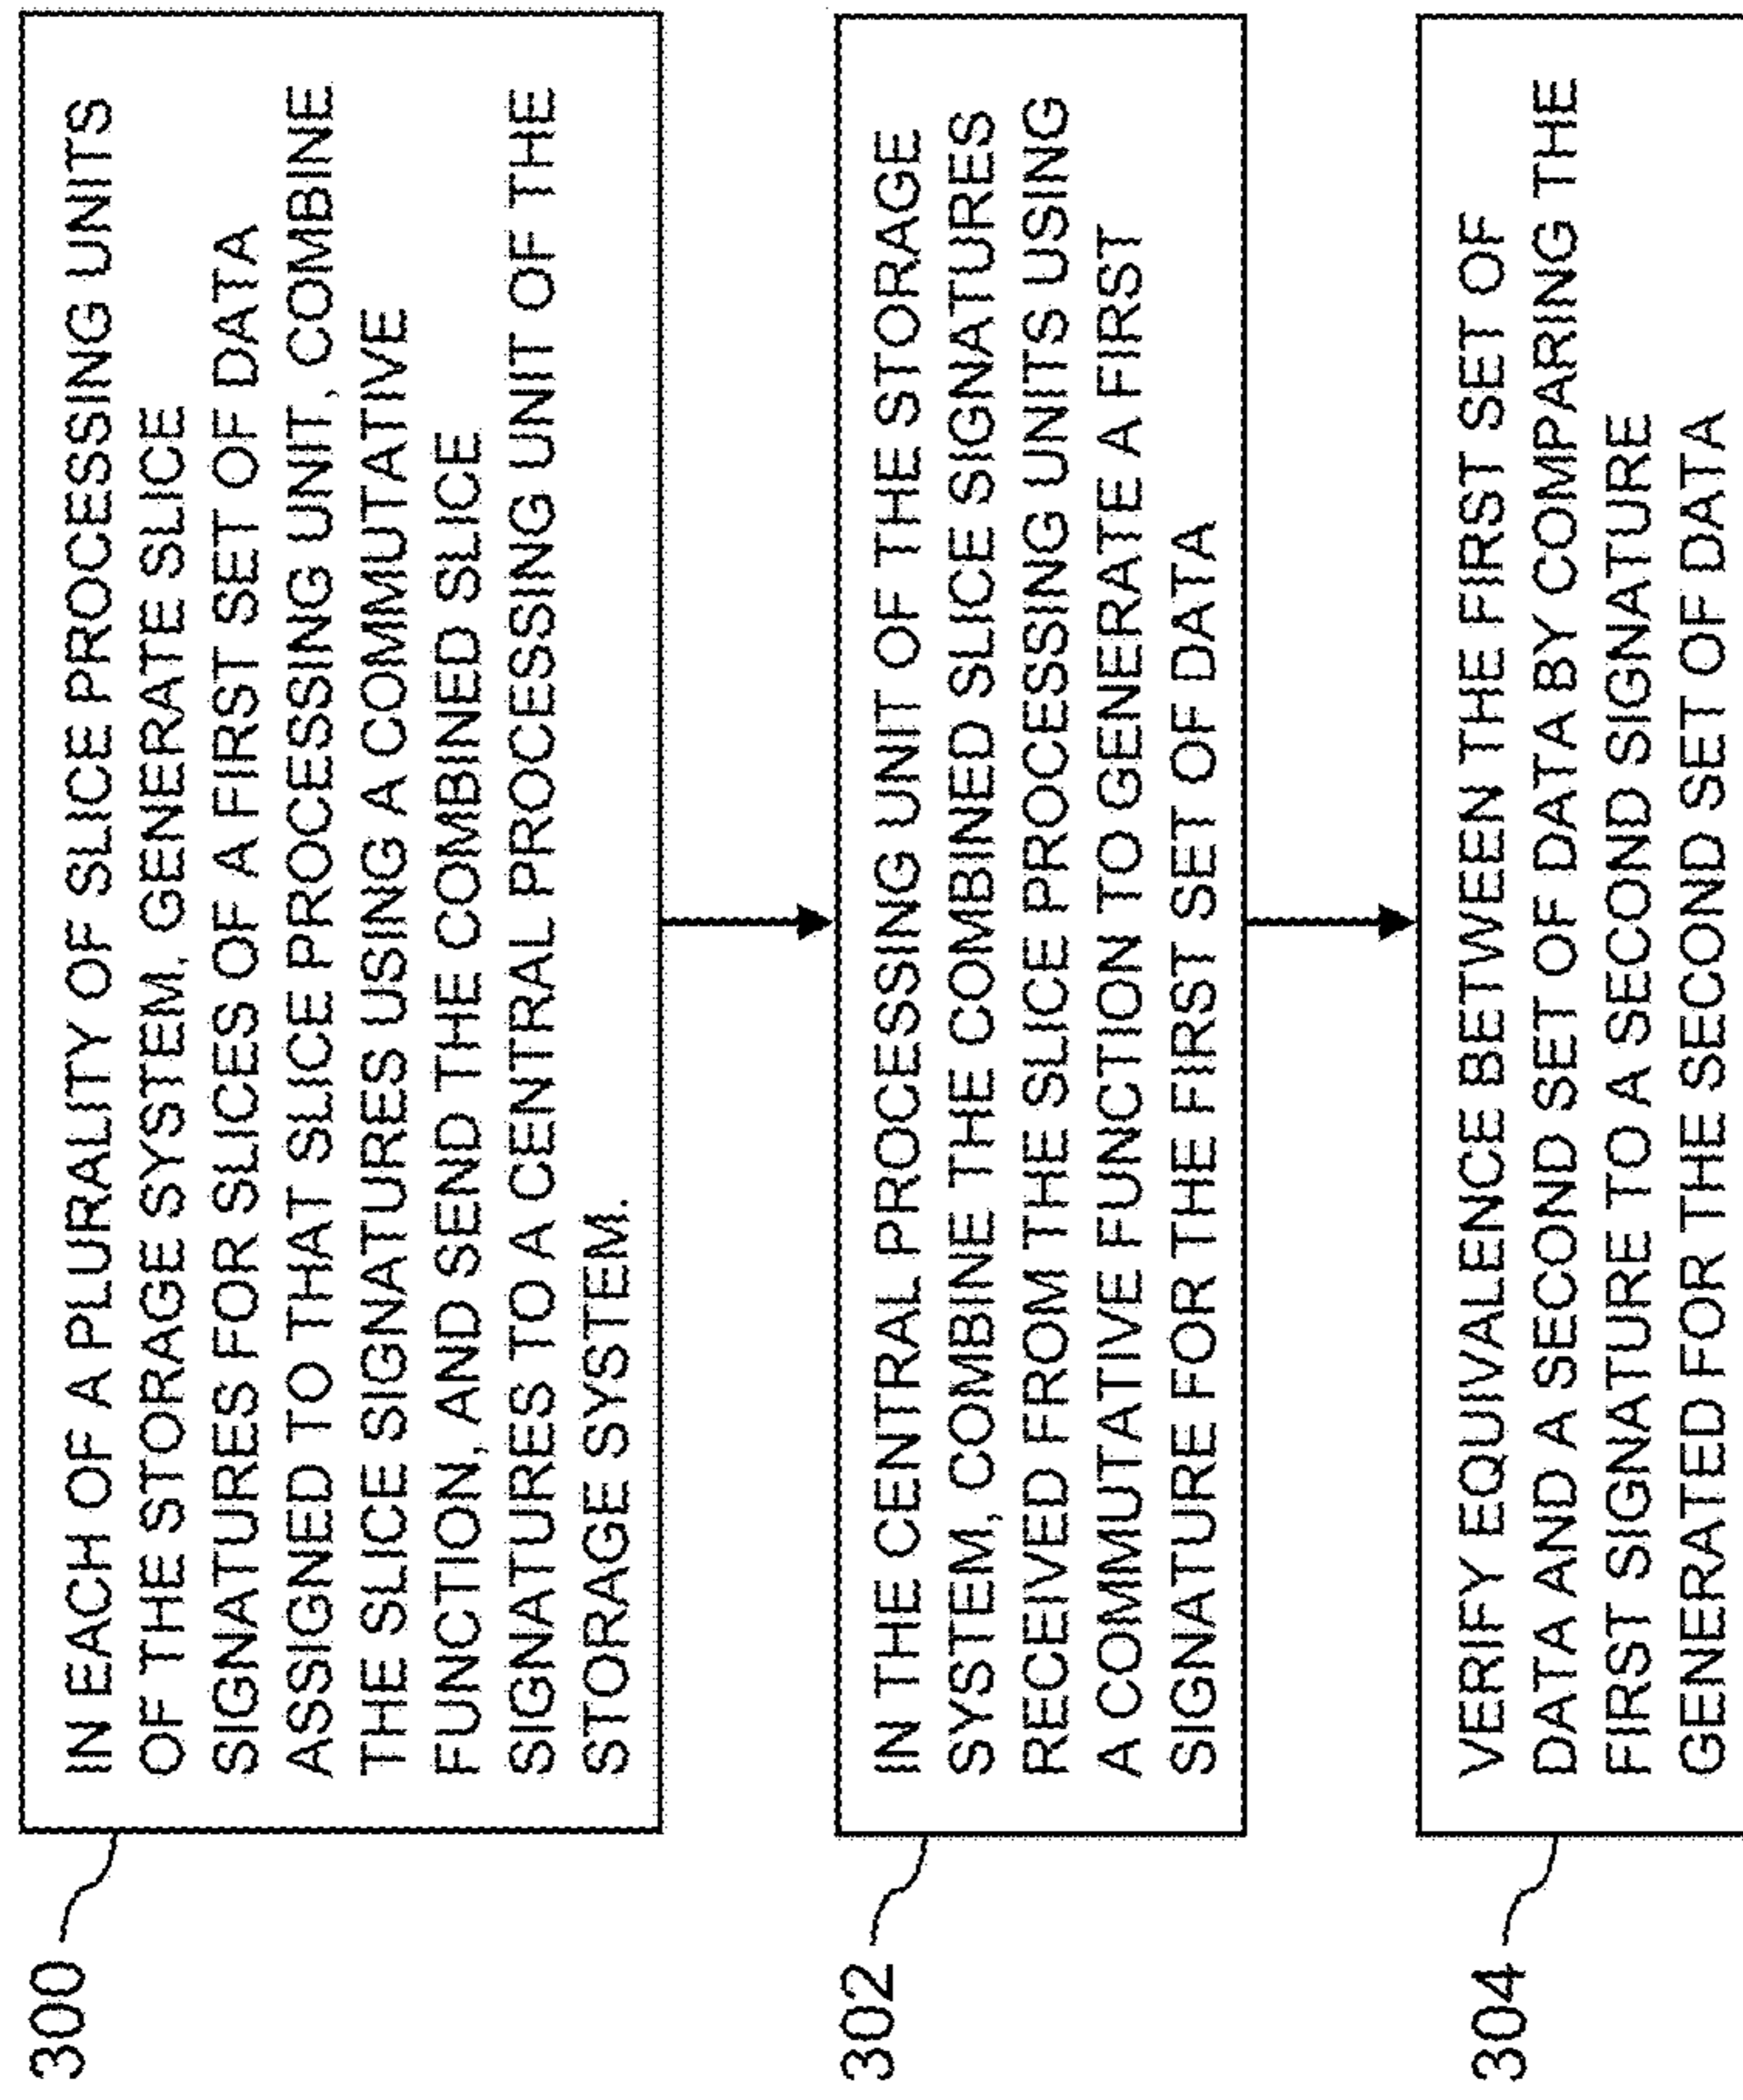 300
IN EACH OF A PLURALITY OF SLICE PROCESSING UNITS
OF THE STORAGE SYSTEM, GENERATE SLICE
SIGNATURES FOR SLICES OF A FIRST SET OF DATA
ASSIGNED TO THAT SLICE PROCESSING UNIT, COMBINE
THE SLICE SIGNATURES USING A COMMUTATIVE
FUNCTION, AND SEND THE COMBINED SLICE
SIGNATURES TO A CENTRAL PROCESSING UNIT OF THE
STORAGE SYSTEM.
302
IN THE CENTRAL PROCESSING UNIT OF THE STORAGE
SYSTEM, COMBINE THE COMBINED SLICE SIGNATURES
RECEIVED FROM THE SLICE PROCESSING UNITS USING
A COMMUTATIVE FUNCTION TO GENERATE A FIRST
SIGNATURE FOR THE FIRST SET OF DATA
304
VERIFY EQUIVALENCE BETWEEN THE FIRST SET OF
DATA AND A SECOND SET OF DATA BY COMPARING THE
FIRST SIGNATURE TO A SECOND SIGNATURE
GENERATED FOR THE SECOND SET OF DATA